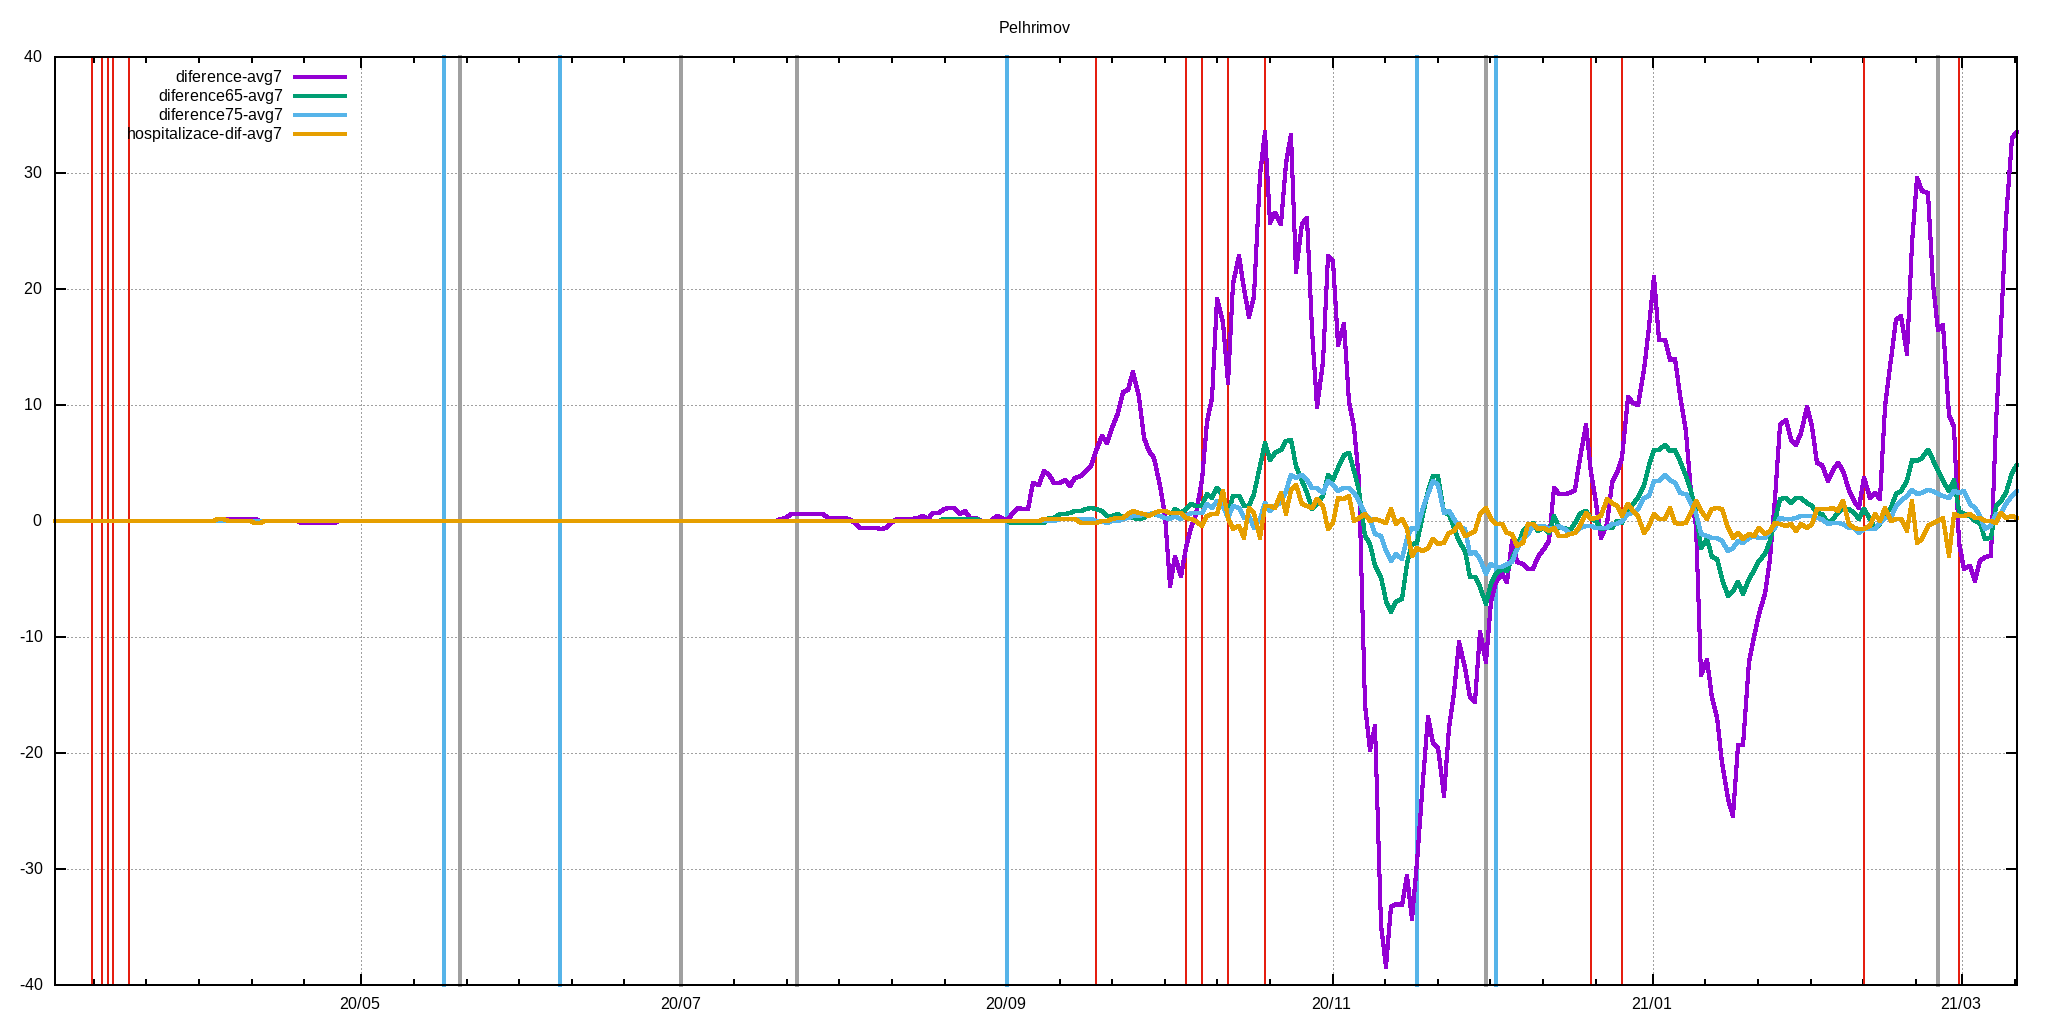 Pelhrimov
40
30
20
10
0
-10
-20
-30
-40
diference-avg7
diference65-avg7
diference75-avg7
hospitalizace-dif-avg7
20/05 20/07 20/09 20/11 21/01 21/03